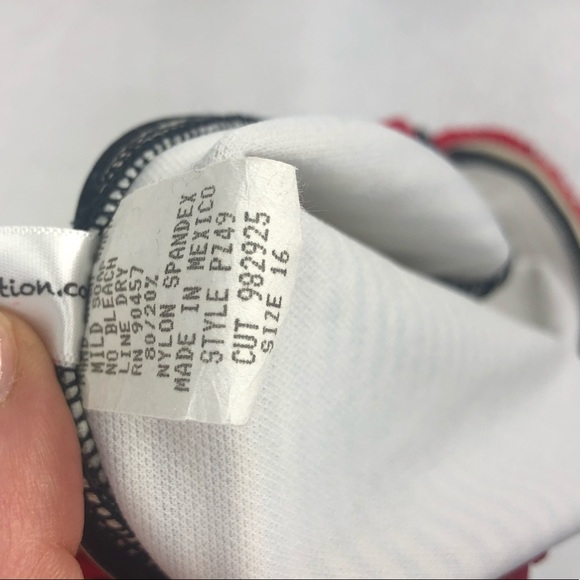 tion.co
MILD SOAP
NO BLEACH
LINE DRY
RN 90457
80/20%
NYLON SPANDEX
MADE IN MEXICO
STYLE PZ49
CUT 982925
SIZE 16